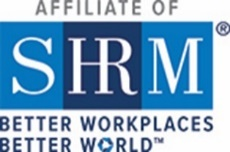 AFFILIATE OF
SHRM®
BETTER WORKPLACES
BETTER WORLD™